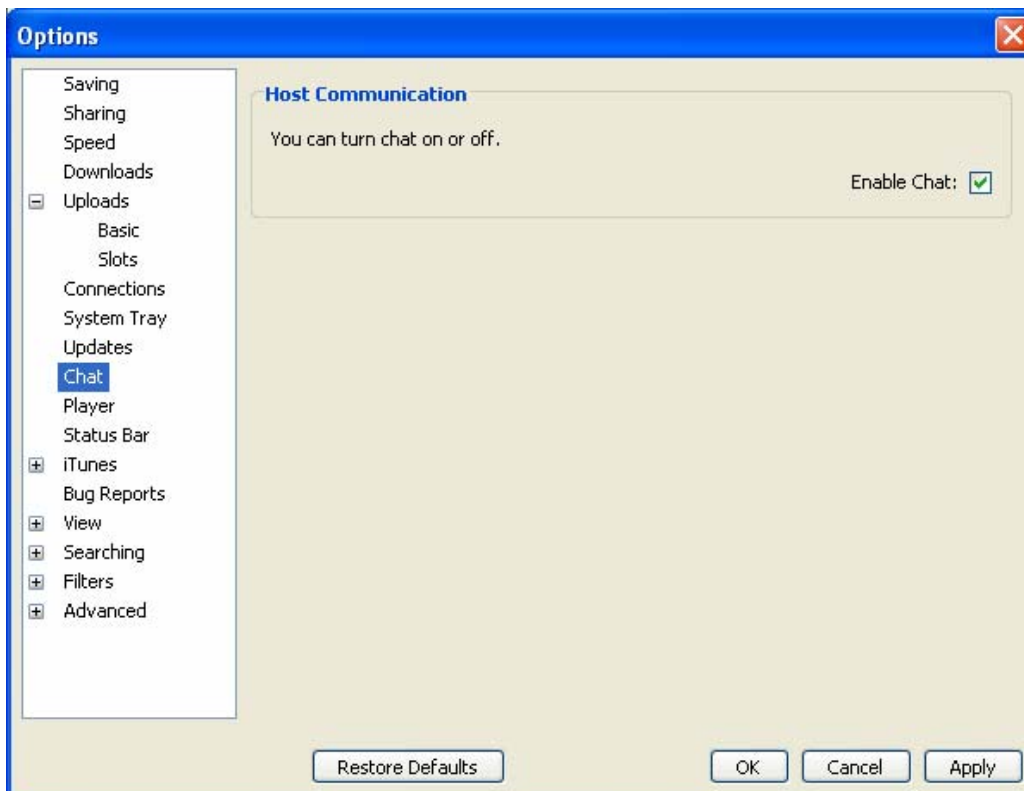 Options
Saving
Sharing
Speed
Downloads
Uploads
Basic
Slots
Connections
System Tray
Updates
Chat
Player
Status Bar
iTunes
Bug Reports
View
Searching
Filters
Advanced
Host Communication
You can turn chat on or off.
Enable Chat:
Restore Defaults
OK
Cancel
Apply